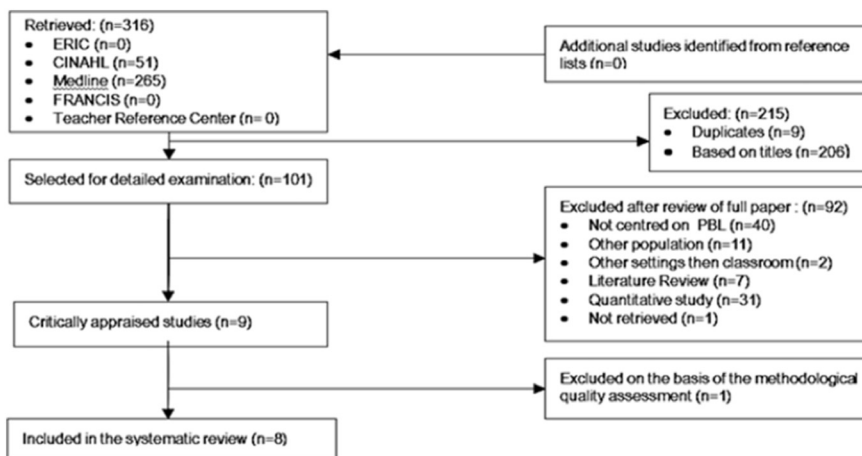 Retrieved: (n=316)
• ERIC (n=0)
• CINAHL (n=51)
• Medline (n=265)
• FRANCIS (n=0)
• Teacher Reference Center (n= 0)
Additional studies identified from reference
lists (n=0)
Excluded: (n=215)
• Duplicates (n=9)
• Based on titles (n=206)
Selected for detailed examination: (n=101)
Excluded after review of full paper : (n=92)
• Not centred on PBL (n=40)
• Other population (n=11)
• Other settings then classroom (n=2)
• Literature Review (n=7)
• Quantitative study (n=31)
• Not retrieved (n=1)
Critically appraised studies (n=9)
Excluded on the basis of the methodological
quality assessment (n=1)
Included in the systematic review (n=8)